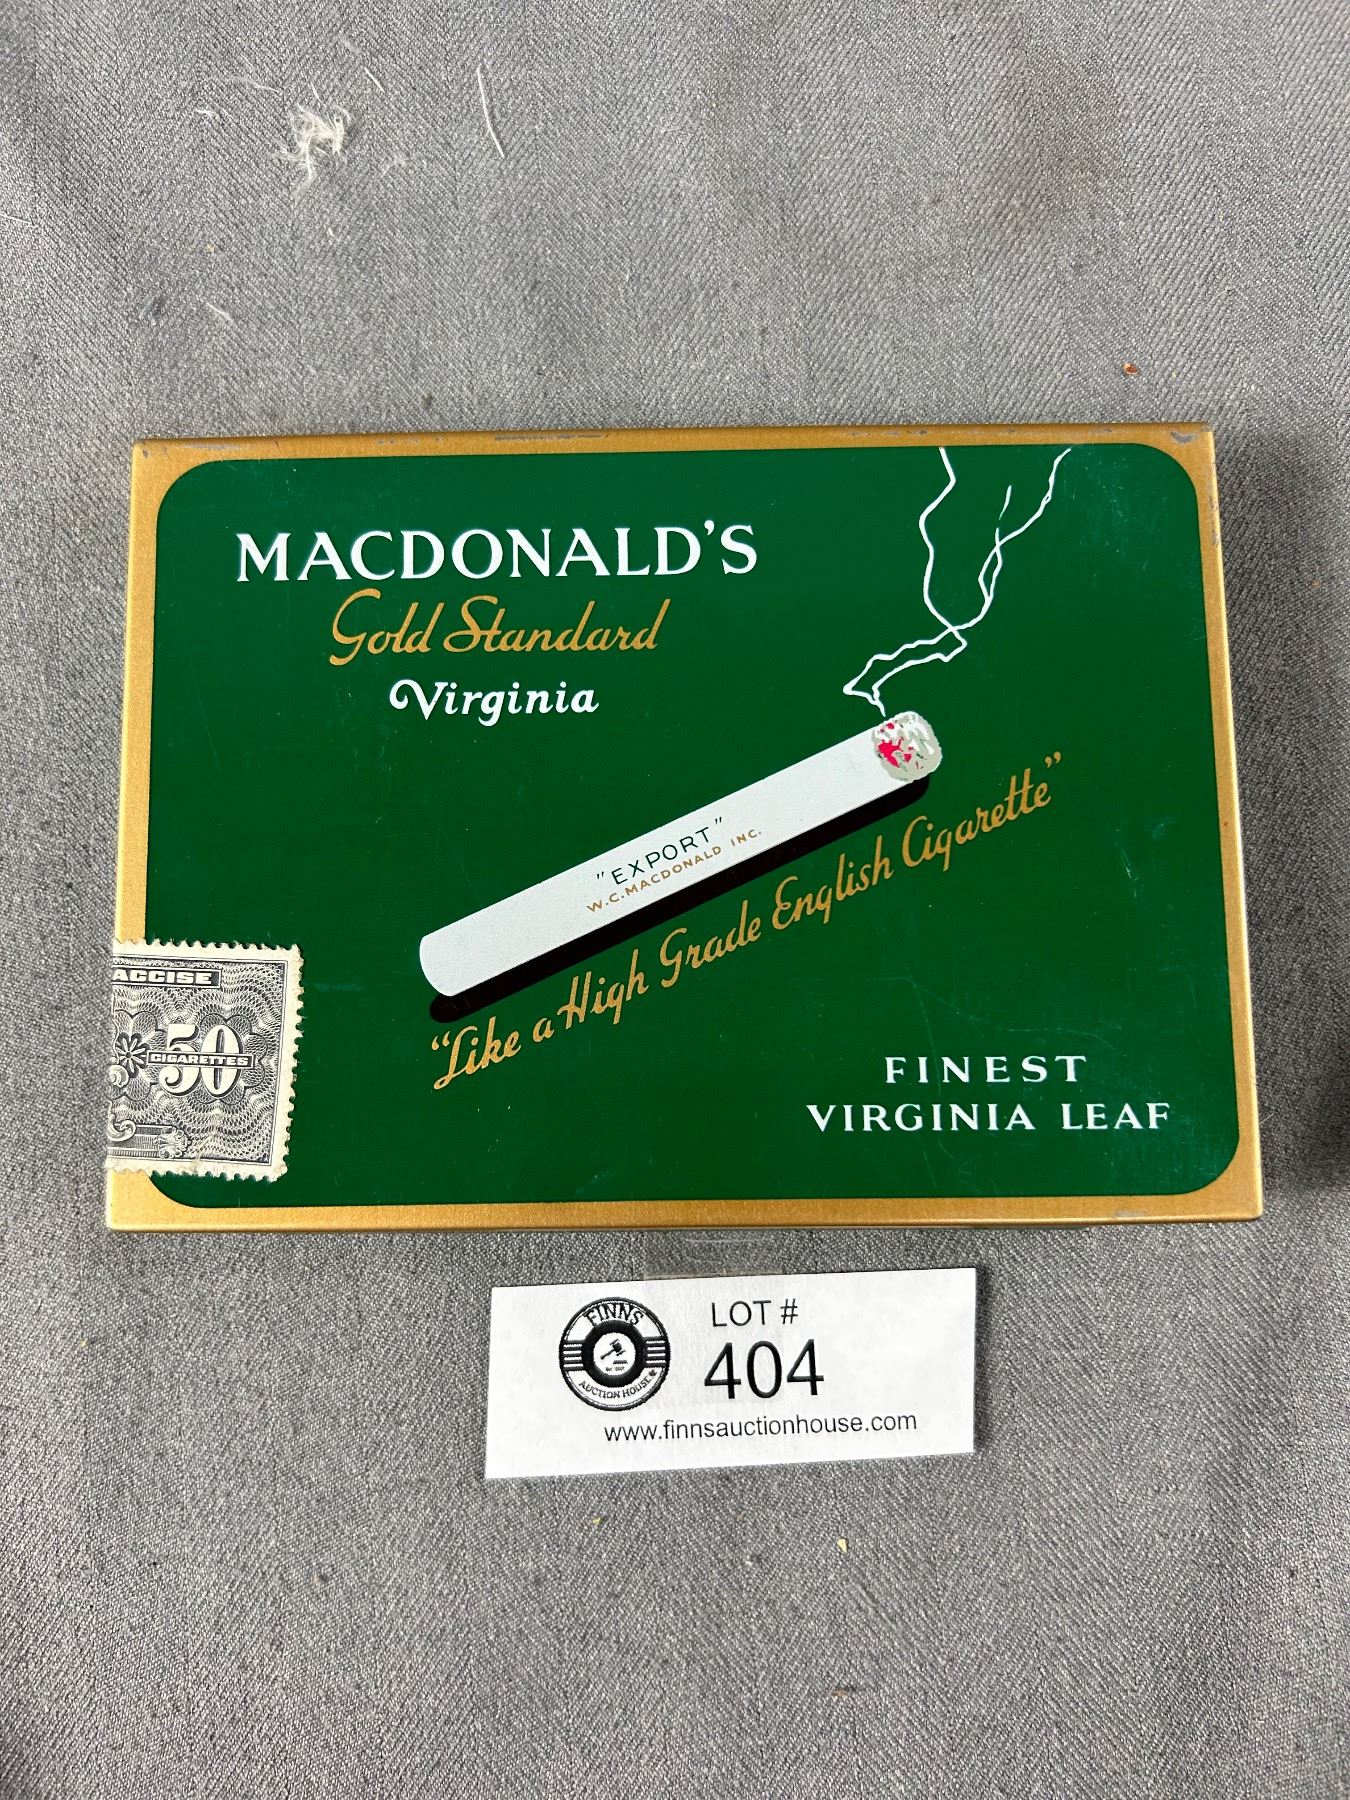 MACDONALD'S
Gold Standard
Virginia
"EXPORT"
W.C. MACDONALD INC.
"Like a High Grade English Cigarette"
FINEST
VIRGINIA LEAF
ACCISE
50
CIGARETTES
FINNS
AUCTION HOUSE
LOT #
404
www.finnsauctionhouse.com